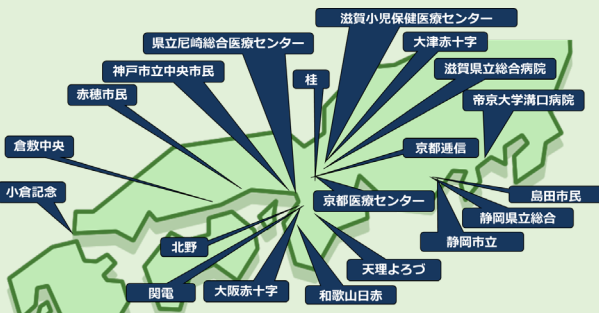 滋賀小児保健医療センター
県立尼崎総合医療センター
大津赤十字
神戸市立中央市民
桂
滋賀県立総合病院
赤穂市民
帝京大学溝口病院
倉敷中央
京都逓信
小倉記念
京都医療センター
島田市民
静岡県立総合
北野
静岡市立
天理よろづ
関電
大阪赤十字
和歌山日赤